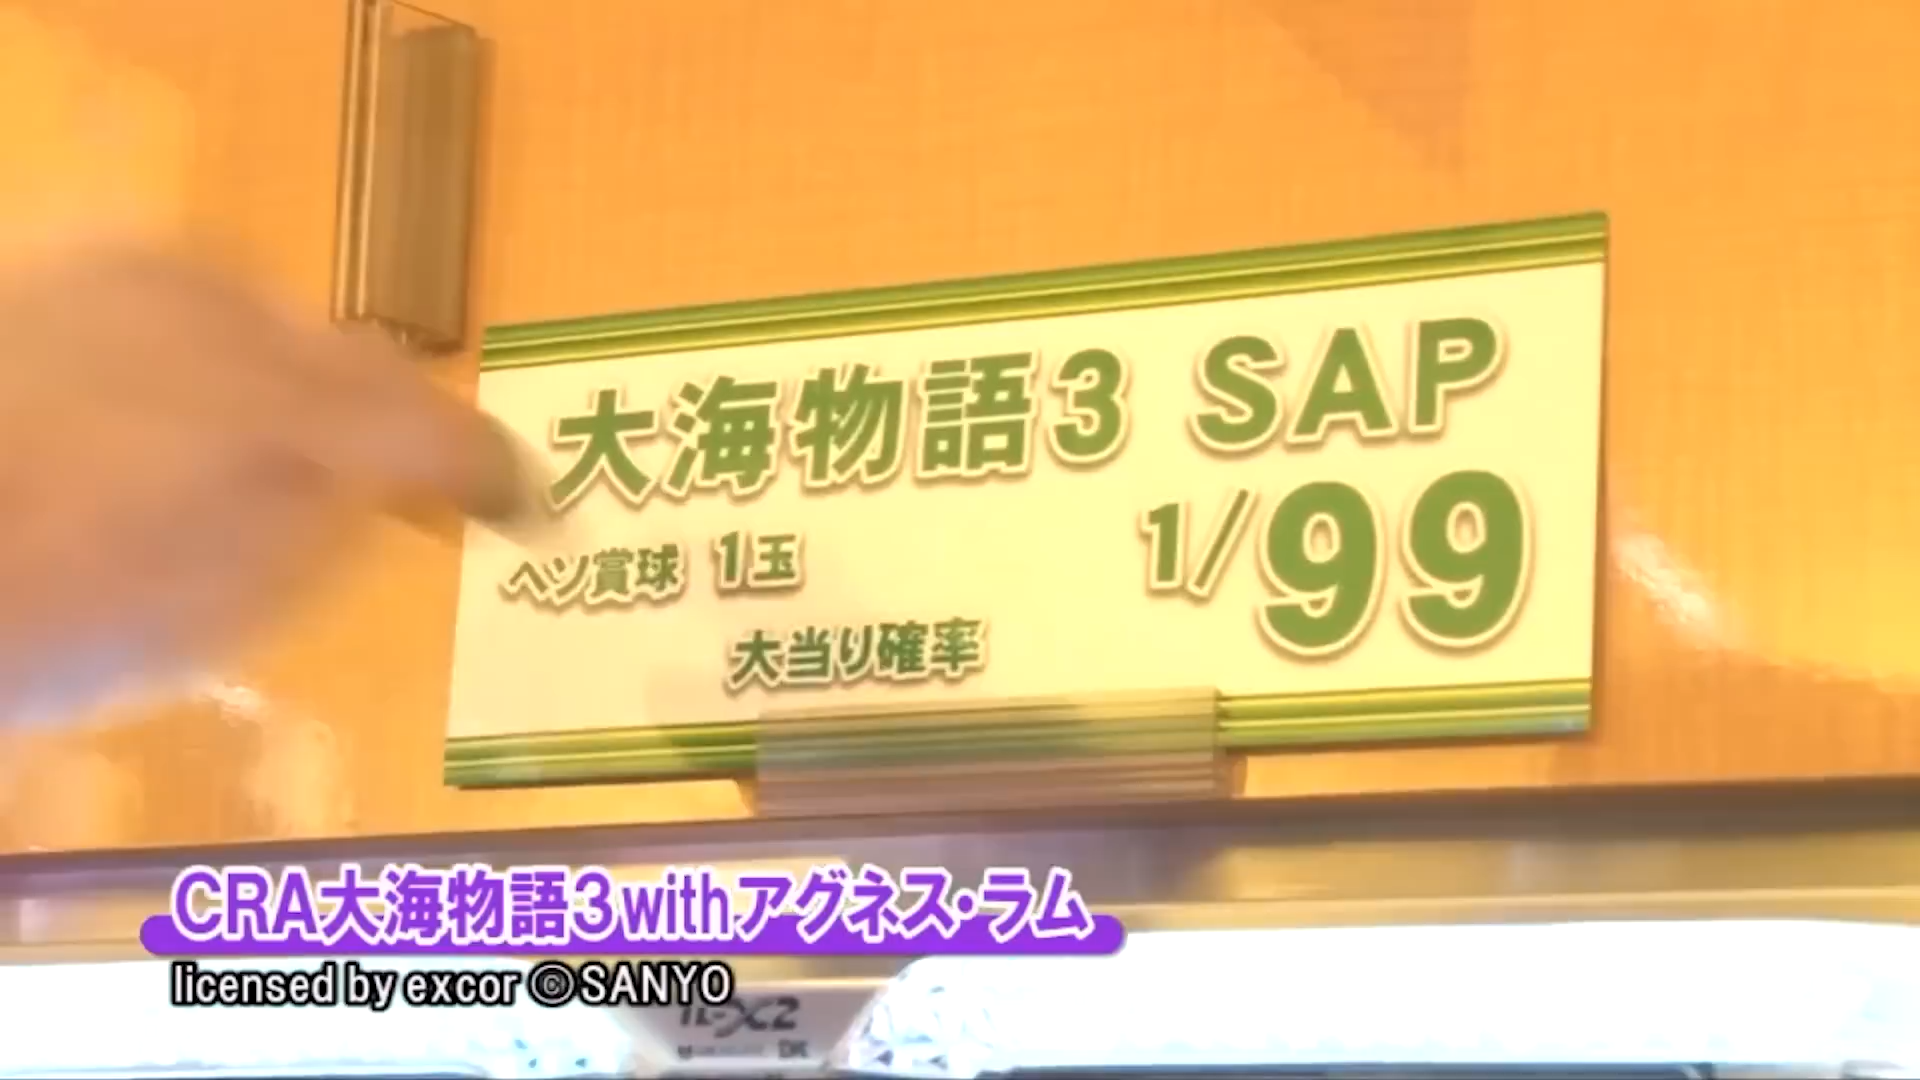 大海物語3 SAP
ヘソ賞球 1玉
1/99
大当り確率
CRA大海物語3withアグネス・ラム
licensed by excor ©SANYO